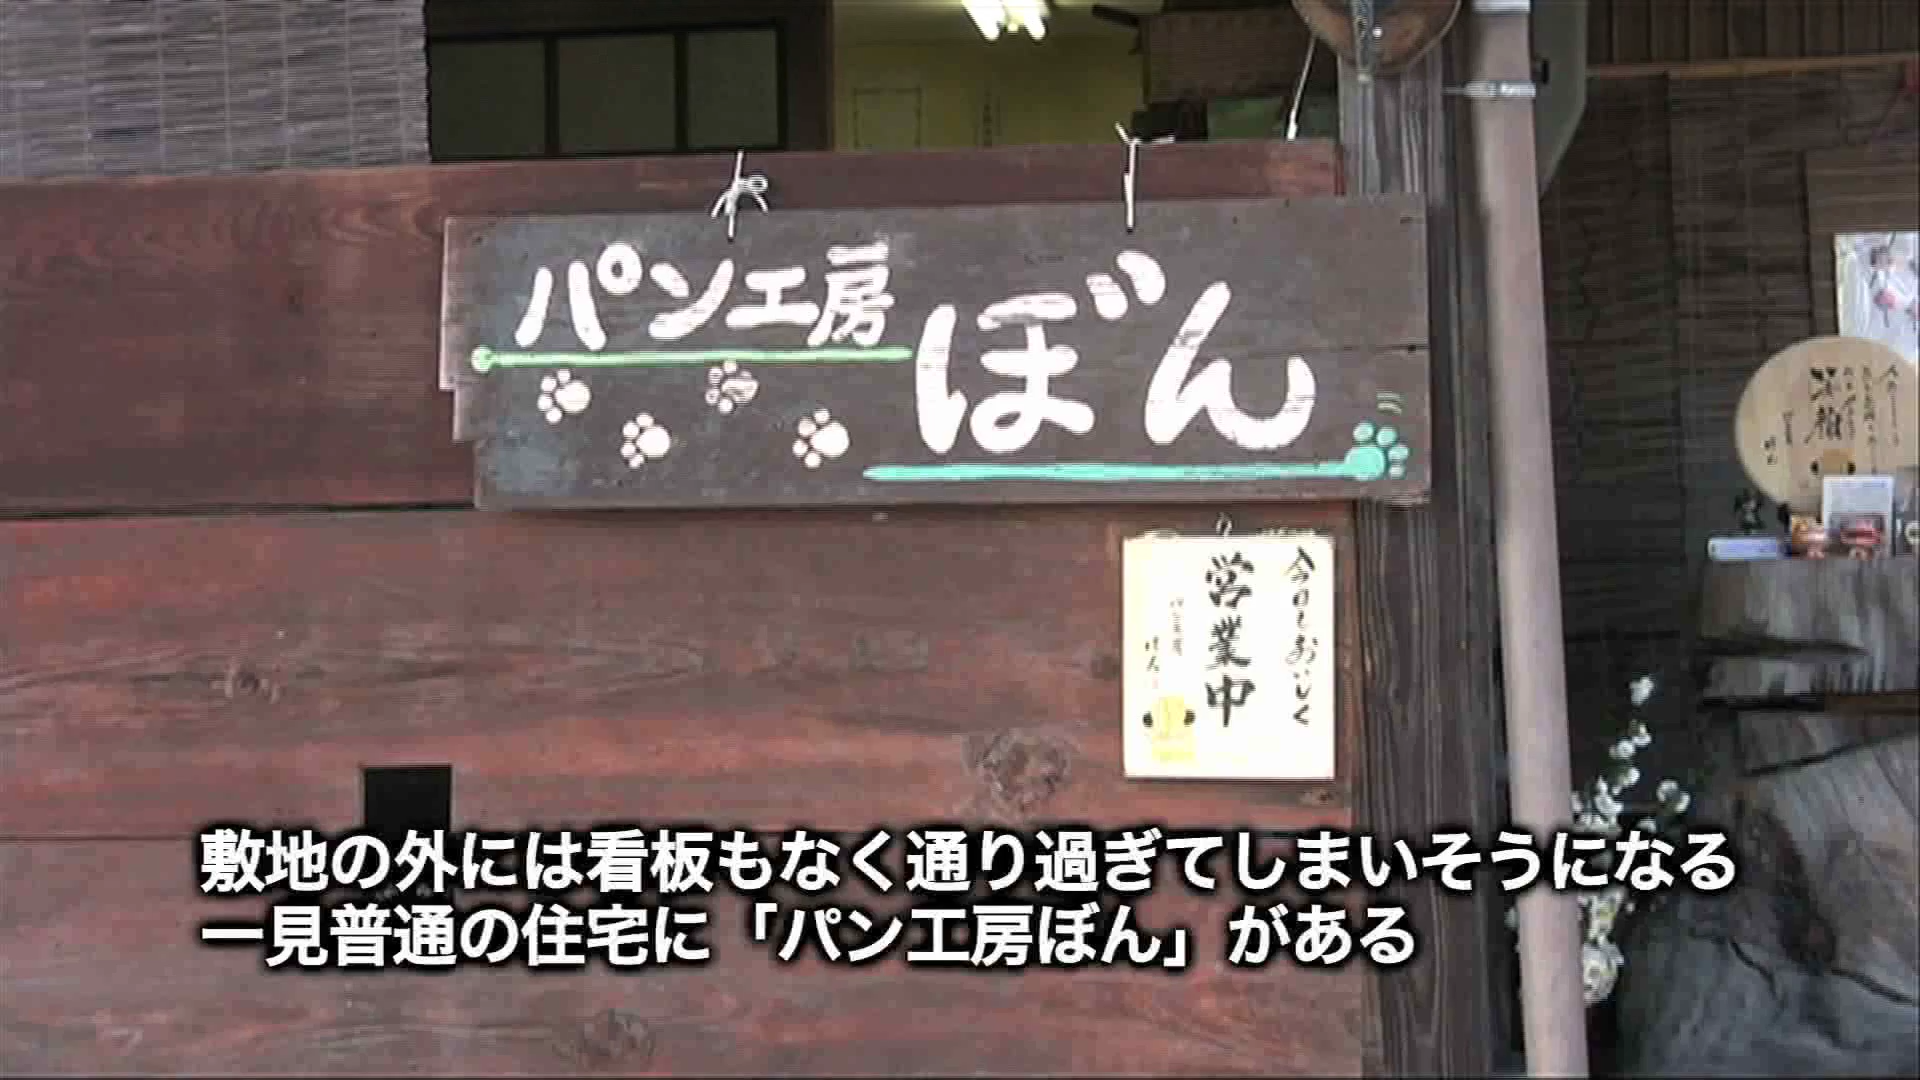 パン工房
ぼん
今日もおいしく
営業中
敷地の外には看板もなく通り過ぎてしまいそうになる
一見普通の住宅に「パン工房ぼん」がある